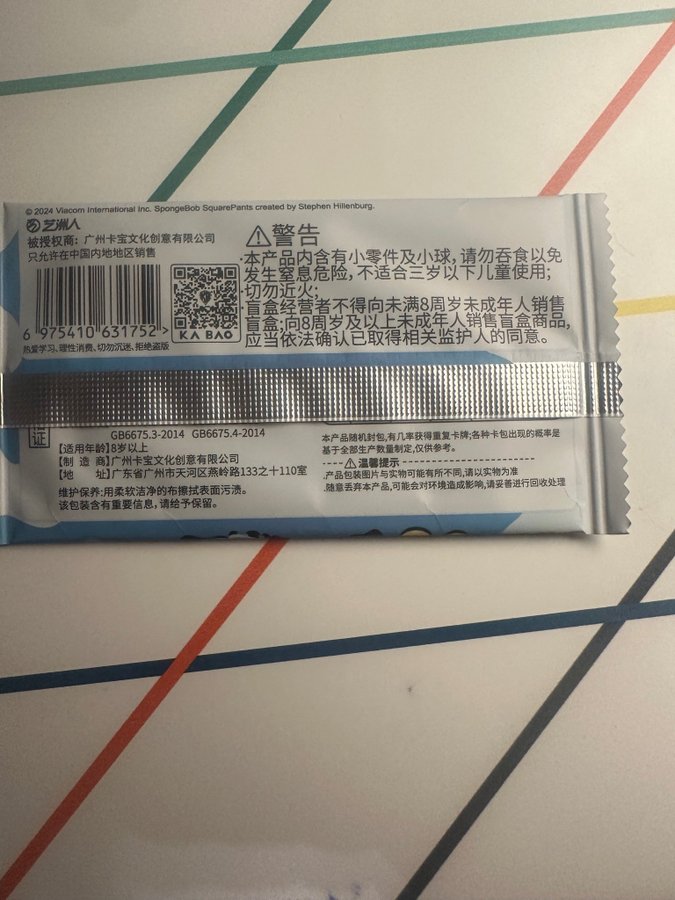 © 2024 Viacom International Inc. SpongeBob SquarePants created by Stephen Hillenburg.
艺洲人
被授权商: 广州卡宝文化创意有限公司
只允许在中国内地地区销售
6 975410 631752 >
KA BAO
热爱学习、理性消费、切勿沉迷、拒绝盗版
警告
·本产品内含有小零件及小球,请勿吞食以免
发生窒息危险,不适合三岁以下儿童使用;
切勿近火;
·盲盒经营者不得向未满8周岁未成年人销售
盲盒;向8周岁及以上未成年人销售盲盒商品,
应当依法确认已取得相关监护人的同意。
证
GB6675.3-2014 GB6675.4-2014
【适用年龄】8岁以上
【制 造 商】广州卡宝文化创意有限公司
【地 址】广东省广州市天河区燕岭路133之十110室
维护保养:用柔软洁净的布擦拭表面污渍。
该包装含有重要信息,请给予保留。
本产品随机封包,有几率获得重复卡牌;各种卡包出现的概率是
基于全部生产数量制定,仅供参考。
温馨提示
.产品包装图片与实物可能有所不同,请以实物为准
.随意丢弃本产品,可能会对环境造成影响,请妥善进行回收处理